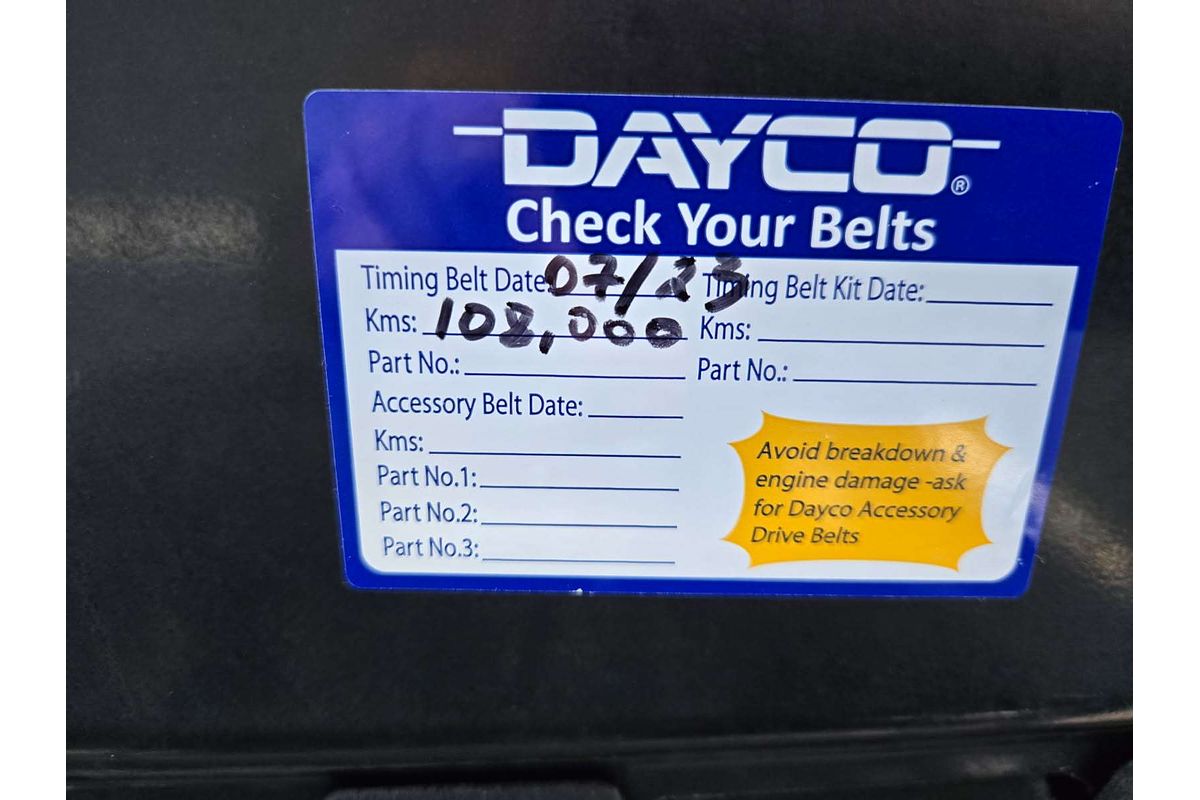 DAYCO®
Check Your Belts
Timing Belt Date: 07/23
Kms: 108,000
Part No.:
Accessory Belt Date:
Kms:
Part No.1:
Part No.2:
Part No.3:
Timing Belt Kit Date:
Kms:
Part No.:
Avoid breakdown &
engine damage -ask
for Dayco Accessory
Drive Belts